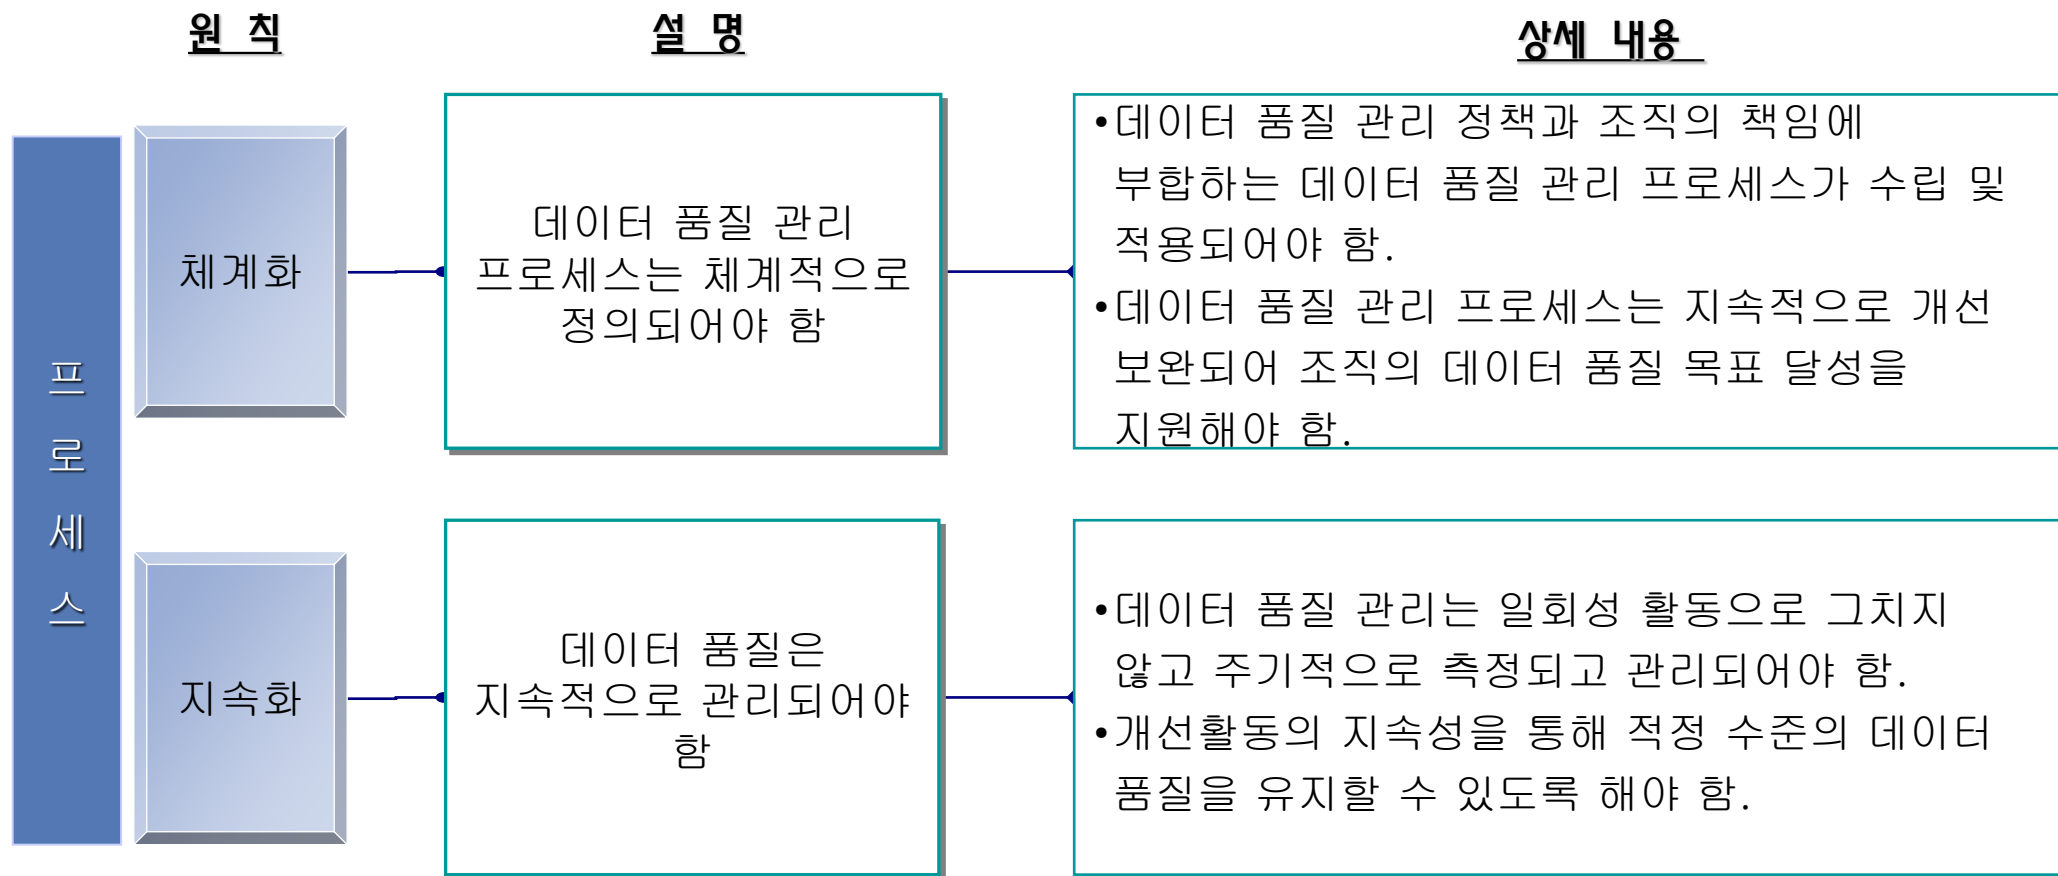 원 칙
설 명
상세 내용
프
로
세
스
체계화
데이터 품질 관리
프로세스는 체계적으로
정의되어야 함
•데이터 품질 관리 정책과 조직의 책임에
부합하는 데이터 품질 관리 프로세스가 수립 및
적용되어야 함.
•데이터 품질 관리 프로세스는 지속적으로 개선
보완되어 조직의 데이터 품질 목표 달성을
지원해야 함.
지속화
데이터 품질은
지속적으로 관리되어야
함
•데이터 품질 관리는 일회성 활동으로 그치지
않고 주기적으로 측정되고 관리되어야 함.
•개선활동의 지속성을 통해 적정 수준의 데이터
품질을 유지할 수 있도록 해야 함.